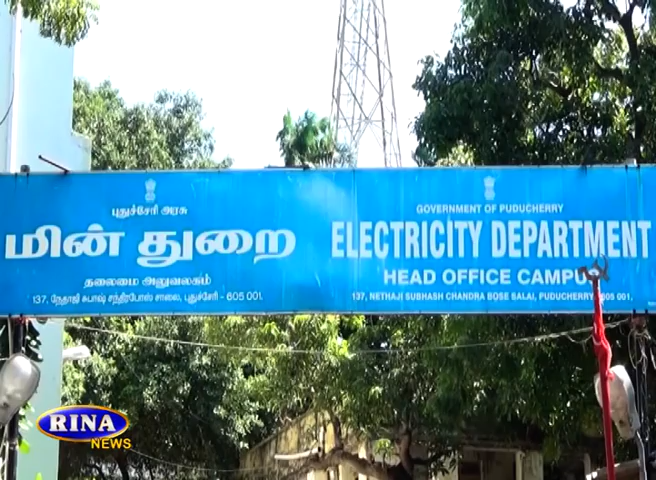 புதுச்சேரி அரசு
மின் துறை
தலைமை அலுவலகம்
137, நேதாஜி சுபாஷ் சந்திரபோஸ் சாலை, புதுச்சேரி - 605 001.
GOVERNMENT OF PUDUCHERRY
ELECTRICITY DEPARTMENT
HEAD OFFICE CAMPUS
137, NETHAJI SUBHASH CHANDRA BOSE SALAI, PUDUCHERRY 605 001.
RINA
NEWS